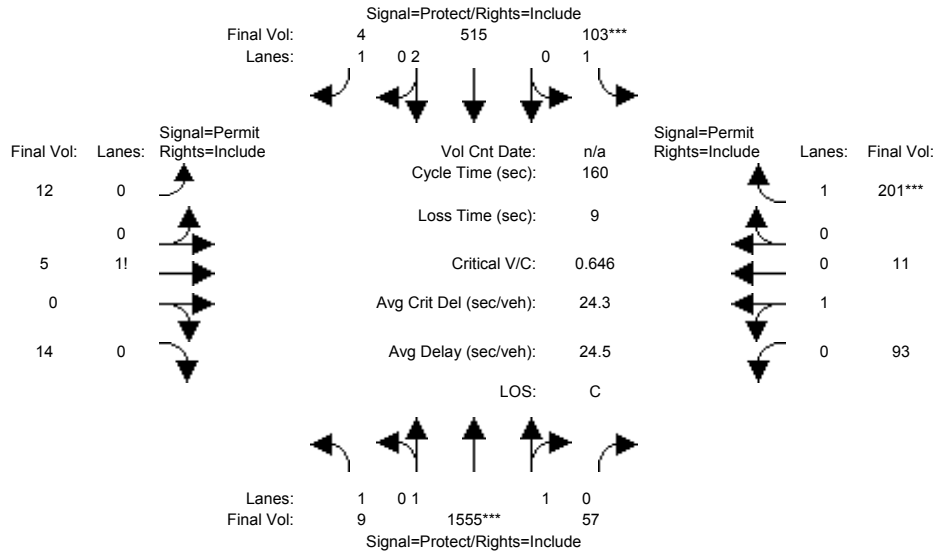 Signal=Protect/Rights=Include
Final Vol: 4 515 103***
Lanes: 1 0 2 0 1
Signal=Permit Signal=Permit
Final Vol: Lanes: Rights=Include Vol Cnt Date: n/a Rights=Include Lanes: Final Vol:
Cycle Time (sec): 160
12 0 1 201***
Loss Time (sec): 9
0 0
5 1! Critical V/C: 0.646 0 11
0 Avg Crit Del (sec/veh): 24.3 1
14 0 Avg Delay (sec/veh): 24.5 0 93
LOS: C
Lanes: 1 0 1 1 0
Final Vol: 9 1555*** 57
Signal=Protect/Rights=Include